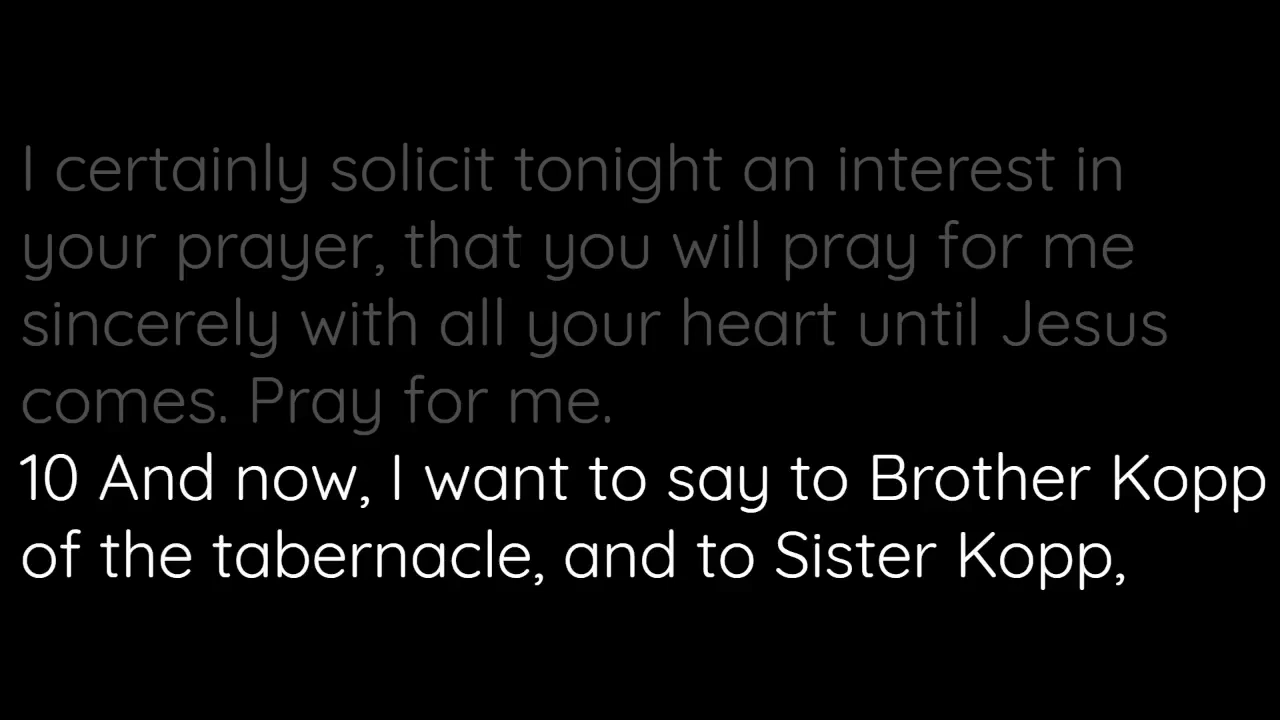 I certainly solicit tonight an interest in
your prayer, that you will pray for me
sincerely with all your heart until Jesus
comes. Pray for me.
10 And now, I want to say to Brother Kopp
of the tabernacle, and to Sister Kopp,